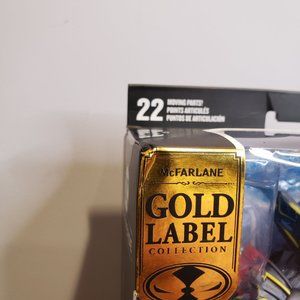 22 MOVING PARTS!
POINTS ARTICULÉS
PUNTOS DE ARTICULACIÓN
McFARLANE
GOLD
LABEL
COLLECTION